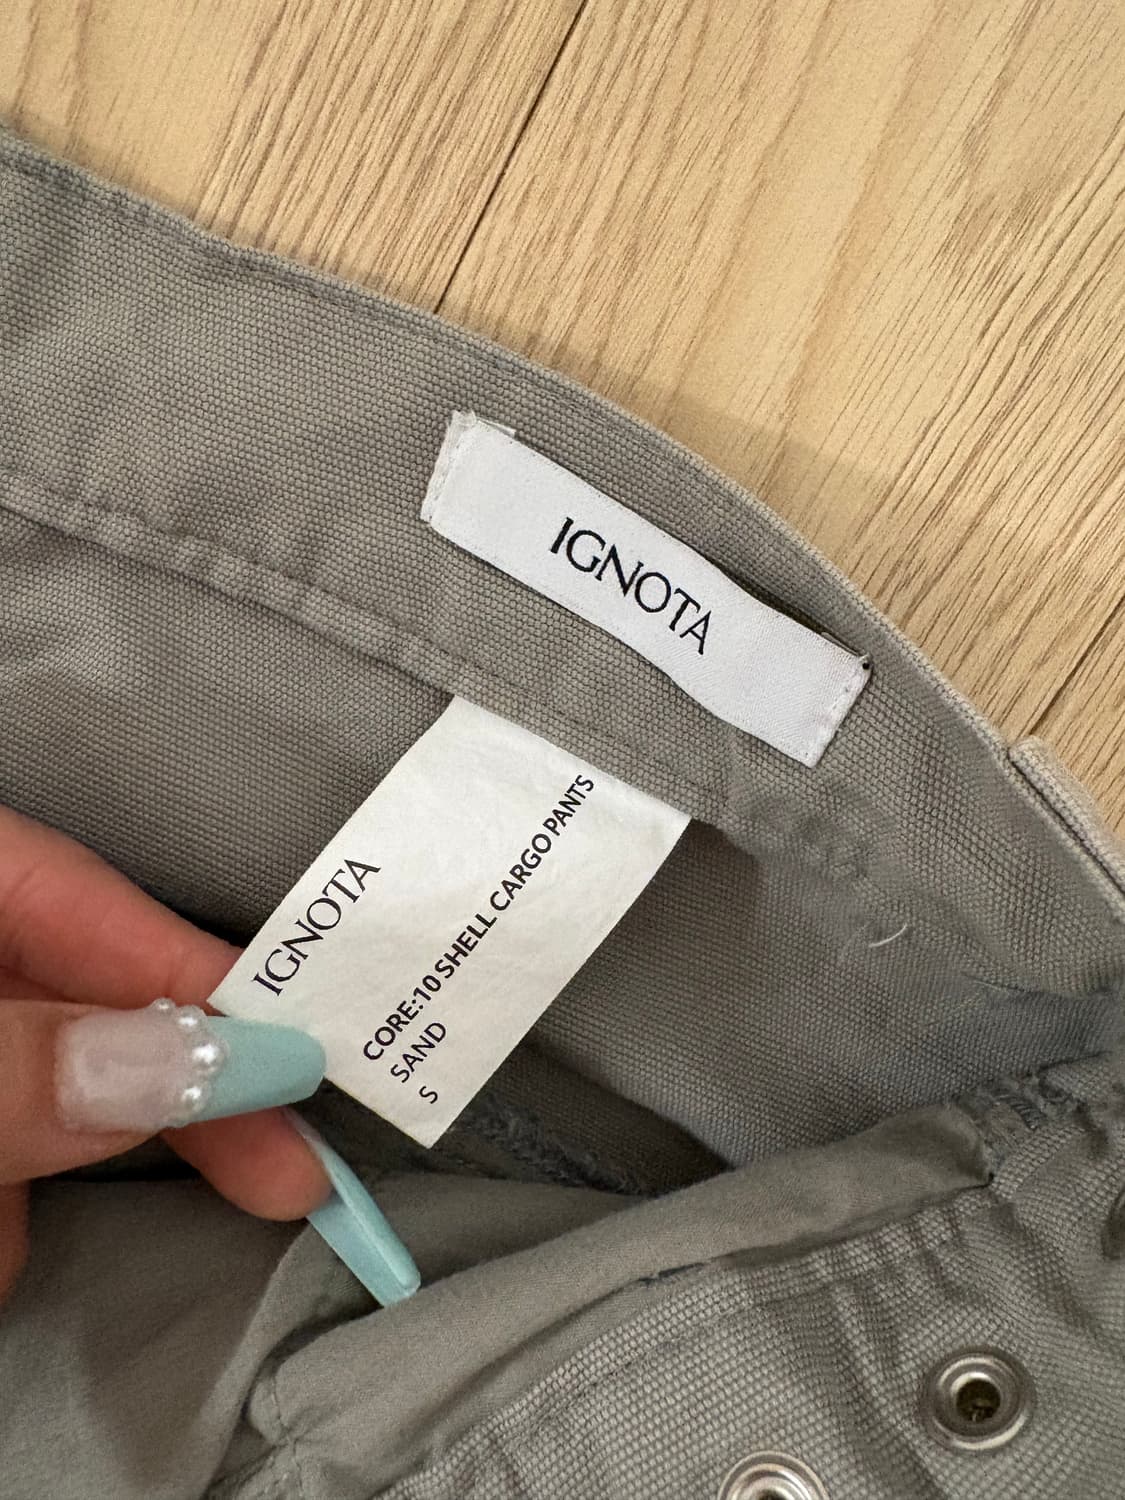 IGNOTA
IGNOTA
CORE:10 SHELL CARGO PANTS
SAND
S